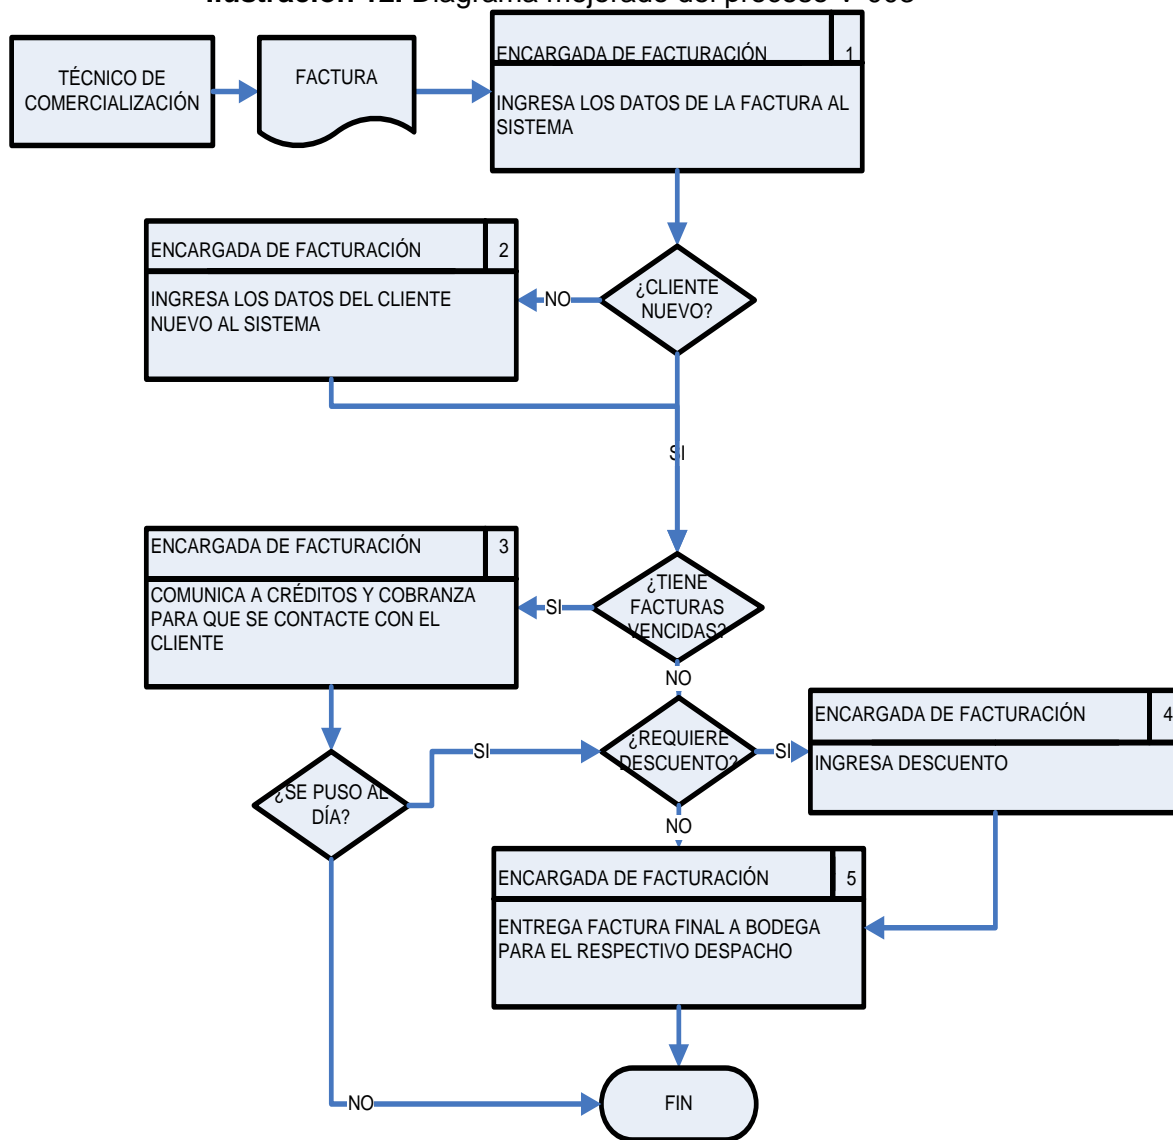 TÉCNICO DE
COMERCIALIZACIÓN
FACTURA
ENCARGADA DE FACTURACIÓN 1
INGRESA LOS DATOS DE LA FACTURA AL
SISTEMA
ENCARGADA DE FACTURACIÓN 2
INGRESA LOS DATOS DEL CLIENTE
NUEVO AL SISTEMA
NO
¿CLIENTE
NUEVO?
SI
ENCARGADA DE FACTURACIÓN 3
COMUNICA A CRÉDITOS Y COBRANZA
PARA QUE SE CONTACTE CON EL
CLIENTE
SI
¿TIENE
FACTURAS
VENCIDAS?
NO
¿SE PUSO AL
DÍA?
SI
¿REQUIERE
DESCUENTO?
SI
ENCARGADA DE FACTURACIÓN 4
INGRESA DESCUENTO
NO
ENCARGADA DE FACTURACIÓN 5
ENTREGA FACTURA FINAL A BODEGA
PARA EL RESPECTIVO DESPACHO
NO
FIN